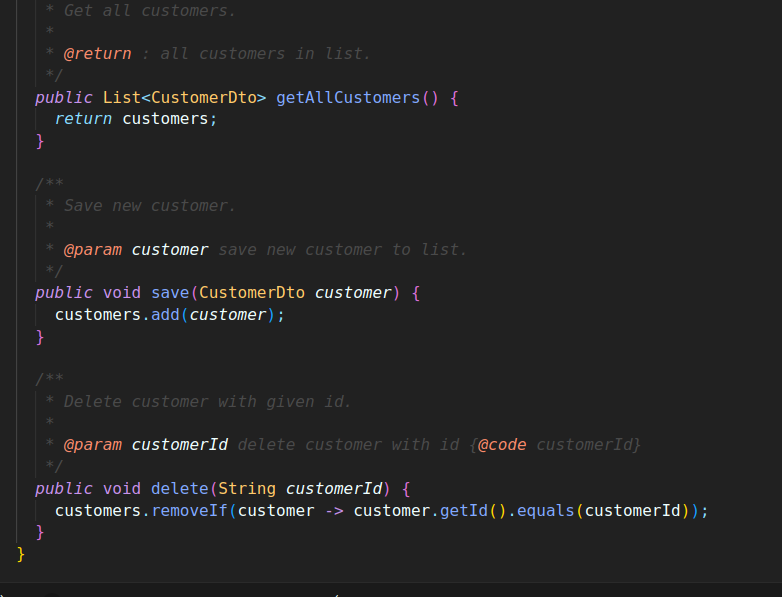 * Get all customers.
*
* @return : all customers in list.
*/
public List<CustomerDto> getAllCustomers() {
return customers;
}
/**
* Save new customer.
*
* @param customer save new customer to list.
*/
public void save(CustomerDto customer) {
customers.add(customer);
}
/**
* Delete customer with given id.
*
* @param customerId delete customer with id {@code customerId}
*/
public void delete(String customerId) {
customers.removeIf(customer -> customer.getId().equals(customerId));
}
}